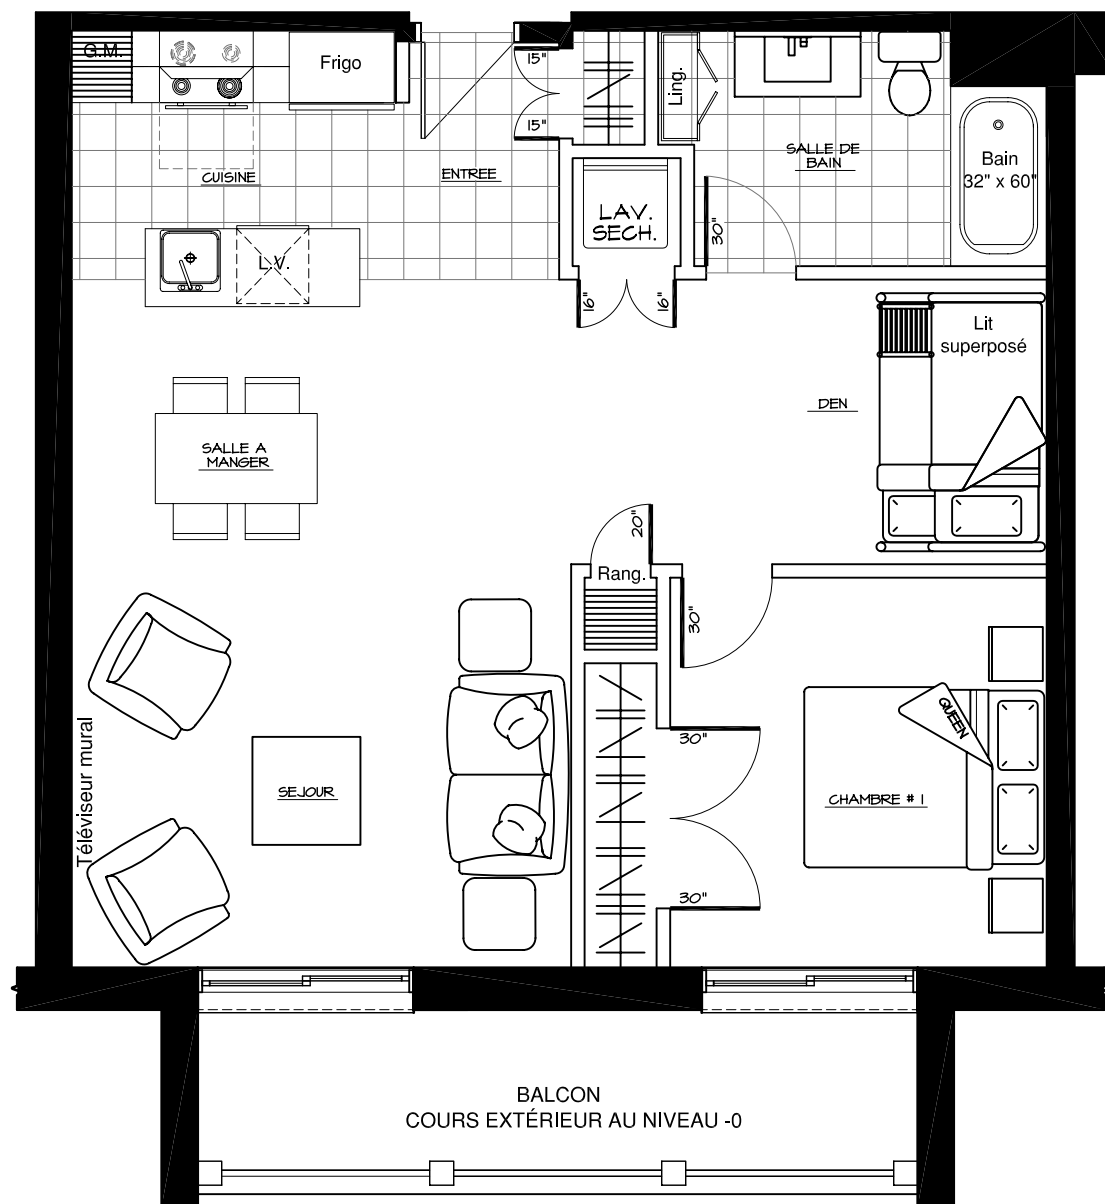 G.M.
Frigo
15"
15"
Ling.
SALLE DE
BAIN
Bain
32" x 60"
CUISINE
ENTREE
LAV.
SECH.
30"
L.V.
16"
16"
Lit
superposé
DEN
SALLE A
MANGER
20"
Rang.
30"
Téléviseur mural
SEJOUR
30"
QUEEN
CHAMBRE # 1
30"
BALCON
COURS EXTÉRIEUR AU NIVEAU -0